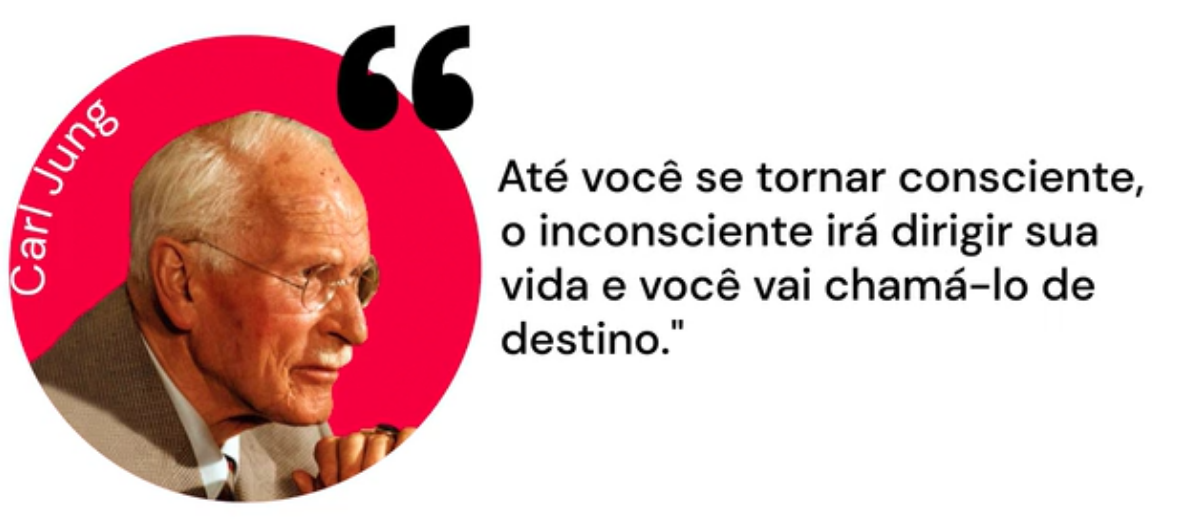 Carl Jung
“
Até você se tornar consciente,
o inconsciente irá dirigir sua
vida e você vai chamá-lo de
destino."